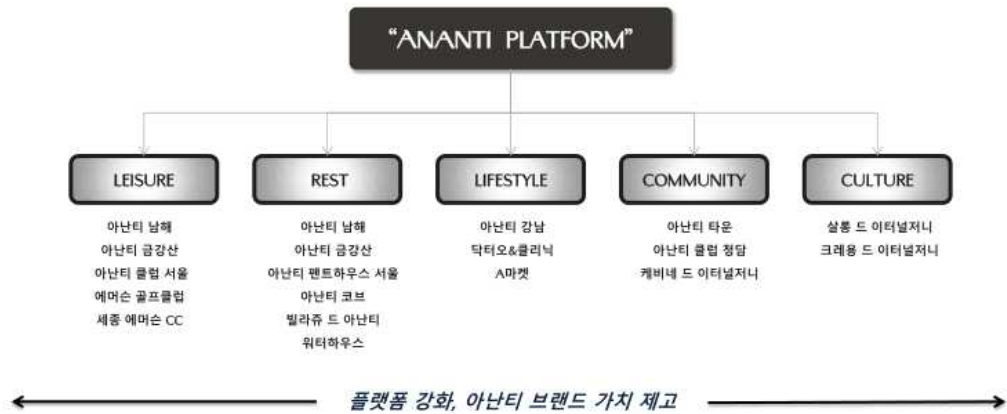 “ANANTI PLATFORM”
LEISURE
아난티 남해
아난티 금강산
아난티 클럽 서울
에머슨 골프클럽
세종 에머슨 CC
REST
아난티 남해
아난티 금강산
아난티 펜트하우스 서울
아난티 코브
빌라쥬 드 아난티
워터하우스
LIFESTYLE
아난티 강남
닥터오&클리닉
A마켓
COMMUNITY
아난티 타운
아난티 클럽 청담
캐비네 드 이터널저니
CULTURE
살롱 드 이터널저니
크레용 드 이터널저니
플랫폼 강화, 아난티 브랜드 가치 제고